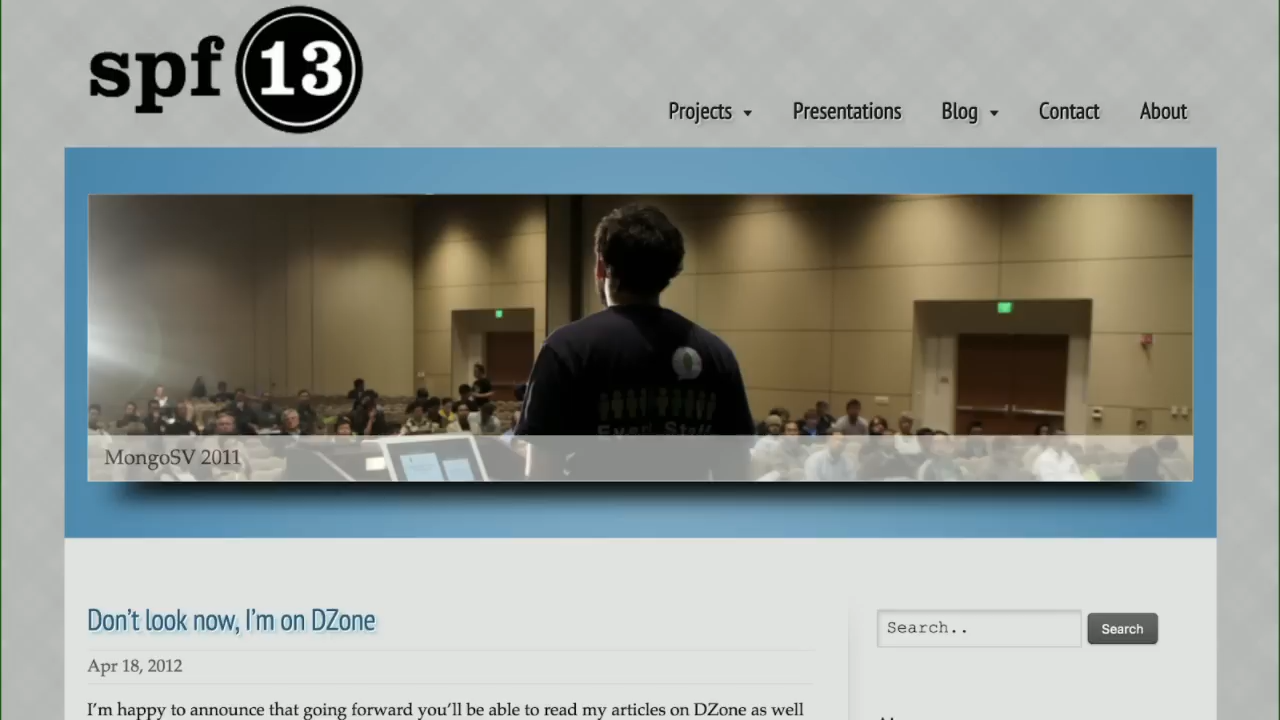 spf 13
Projects Presentations Blog Contact About
MongoSV 2011
Don't look now, I'm on DZone
Apr 18, 2012
I'm happy to announce that going forward you'll be able to read my articles on DZone as well
Search..
Search